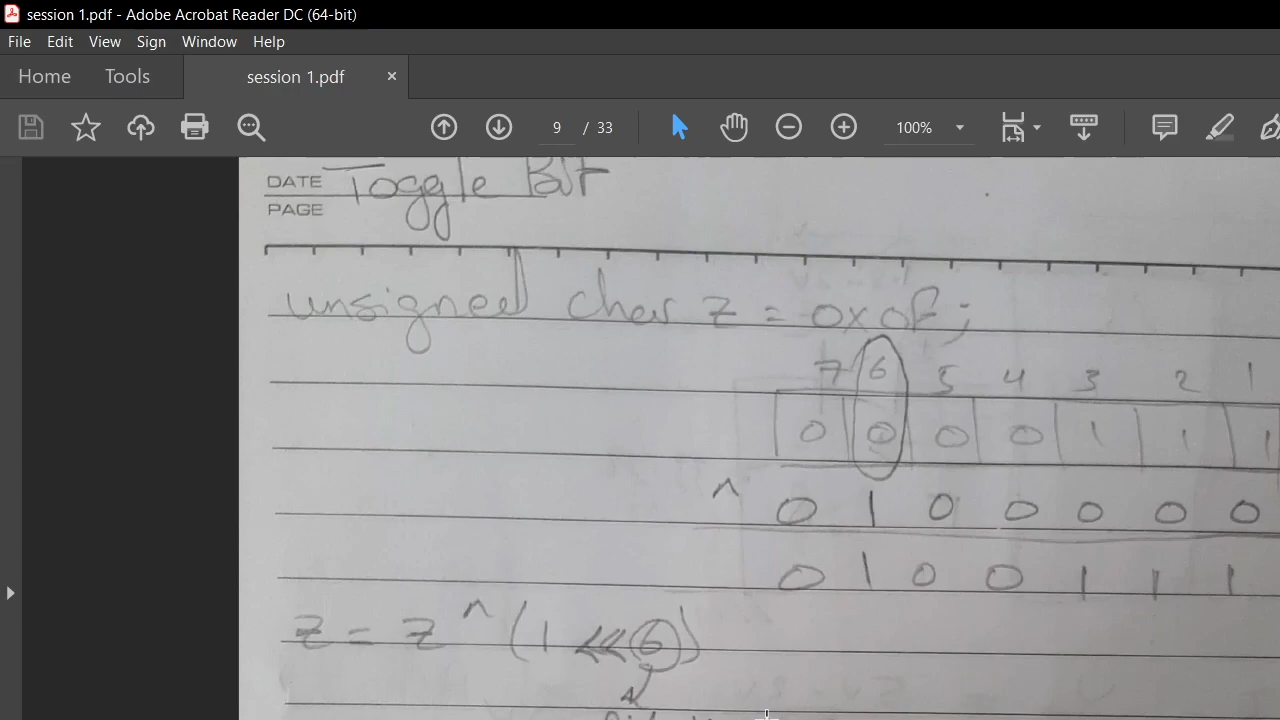 session 1.pdf - Adobe Acrobat Reader DC (64-bit)
File Edit View Sign Window Help
Home Tools session 1.pdf ×
9 / 33 100%
DATE Toggle Bit
PAGE
unsigned char z = 0x0F;
7 6 5 4 3 2 1
0 0 0 0 1 1 1
^ 0 1 0 0 0 0 0
0 1 0 0 1 1 1
z = z ^ (1 << 6)